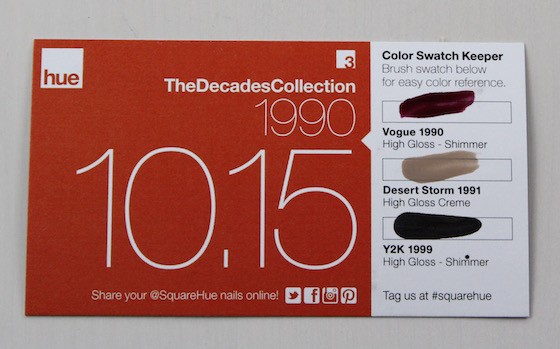 hue
3
TheDecadesCollection
1990
10.15
Share your @SquareHue nails online!
Color Swatch Keeper
Brush swatch below
for easy color reference.
Vogue 1990
High Gloss - Shimmer
Desert Storm 1991
High Gloss Creme
Y2K 1999
High Gloss - Shimmer
Tag us at #squarehue